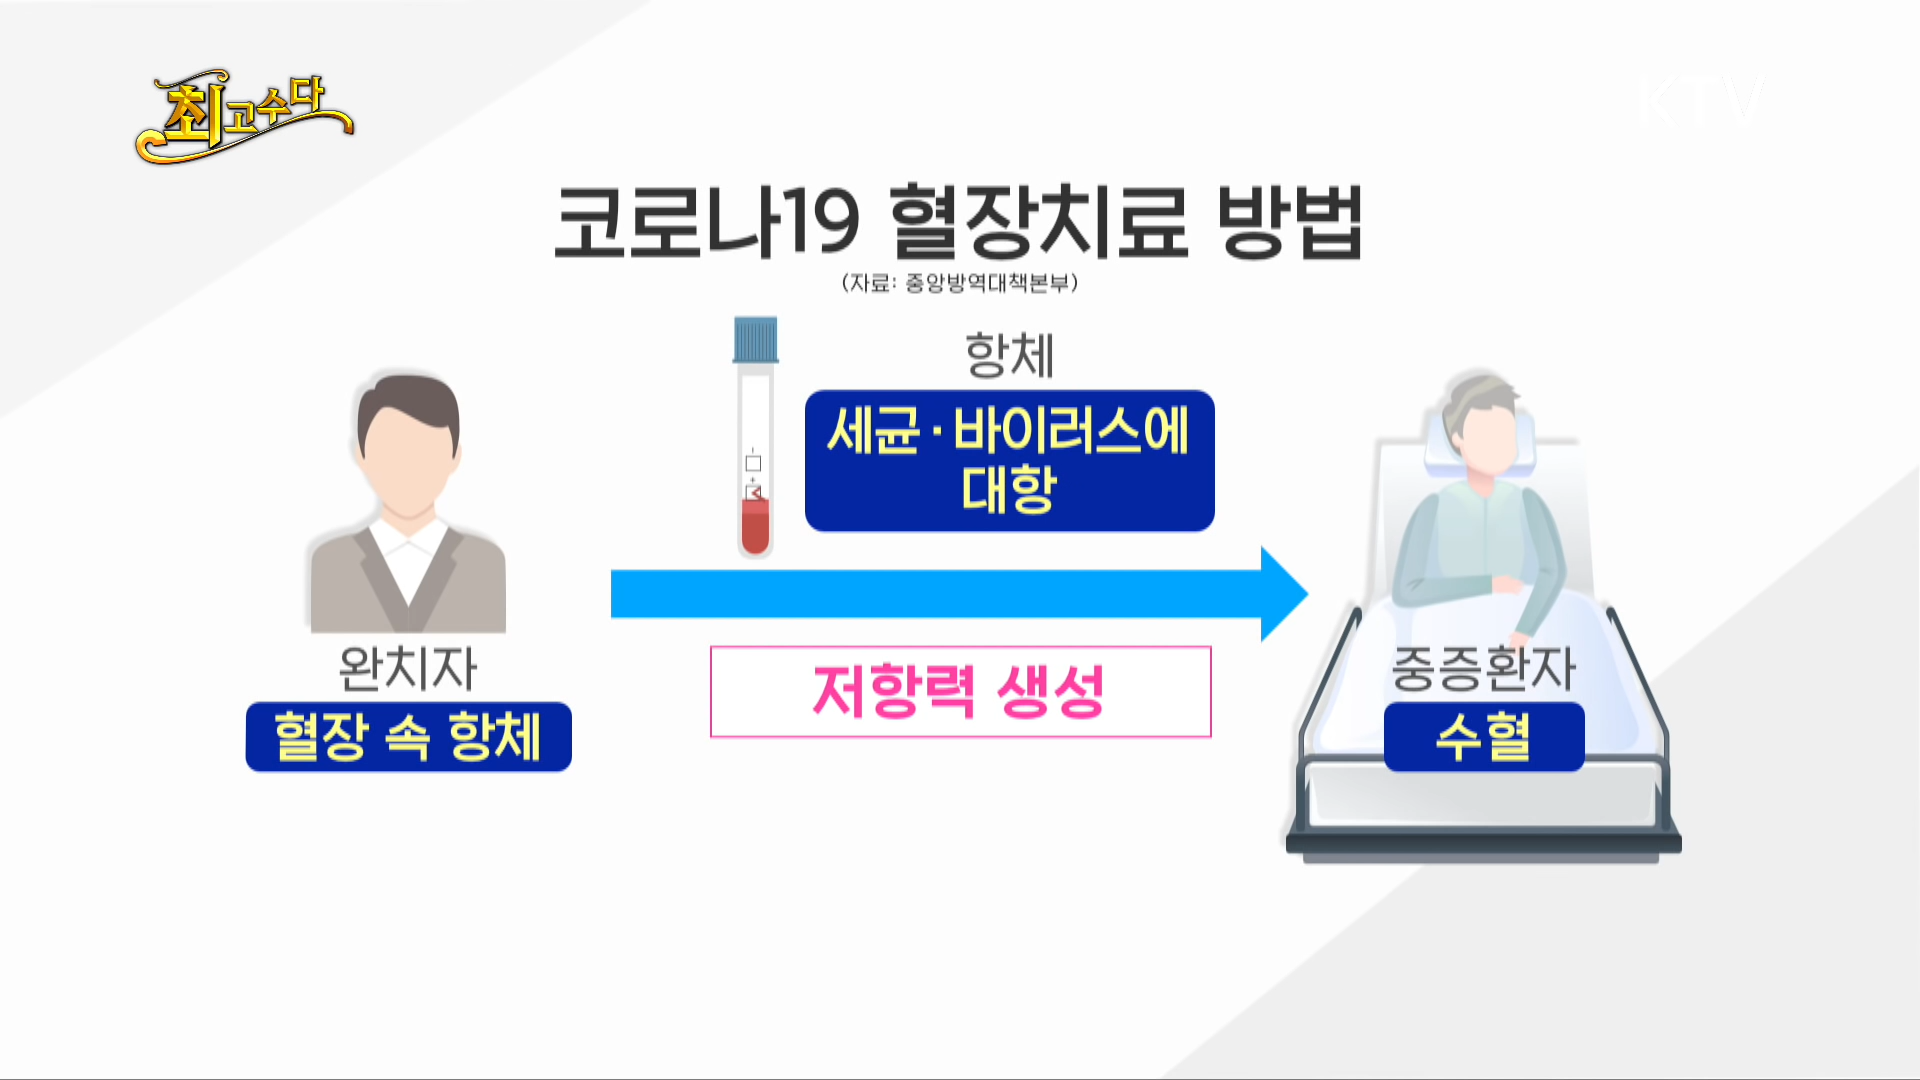 최고수다
KTV
코로나19 혈장치료 방법
(자료: 중앙방역대책본부)
항체
세균·바이러스에
대항
완치자
혈장 속 항체
저항력 생성
중증환자
수혈